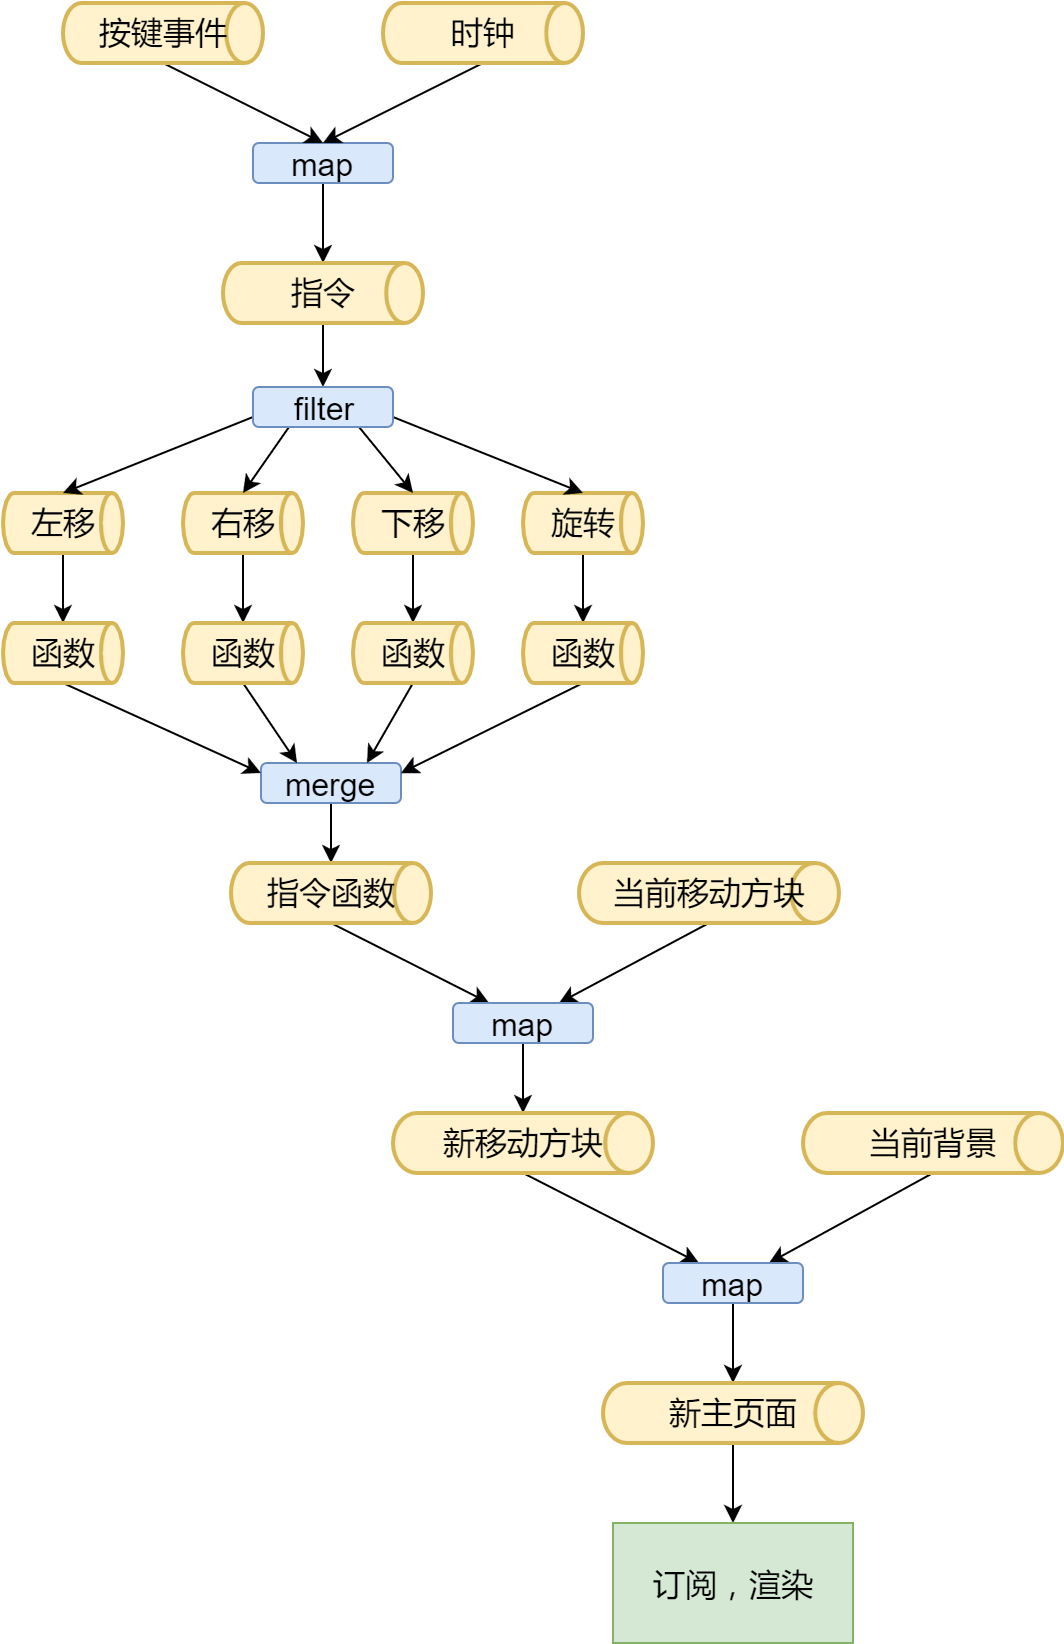 按键事件
时钟
map
指令
filter
左移
右移
下移
旋转
函数
函数
函数
函数
merge
指令函数
当前移动方块
map
新移动方块
当前背景
map
新主页面
订阅，渲染